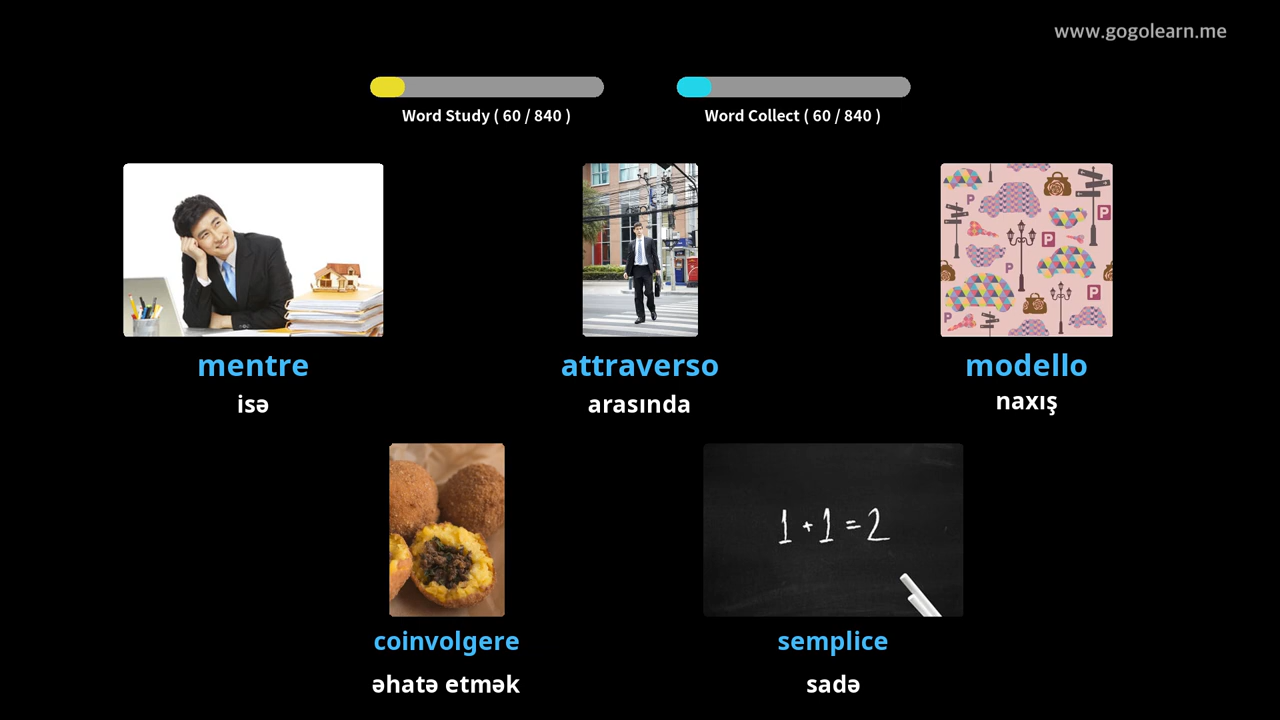 www.gogolearn.me
Word Study ( 60 / 840 )
Word Collect ( 60 / 840 )
P
P
P
P
P
P
mentre
isə
attraverso
arasında
modello
naxış
1 + 1 = 2
coinvolgere
əhatə etmək
semplice
sadə